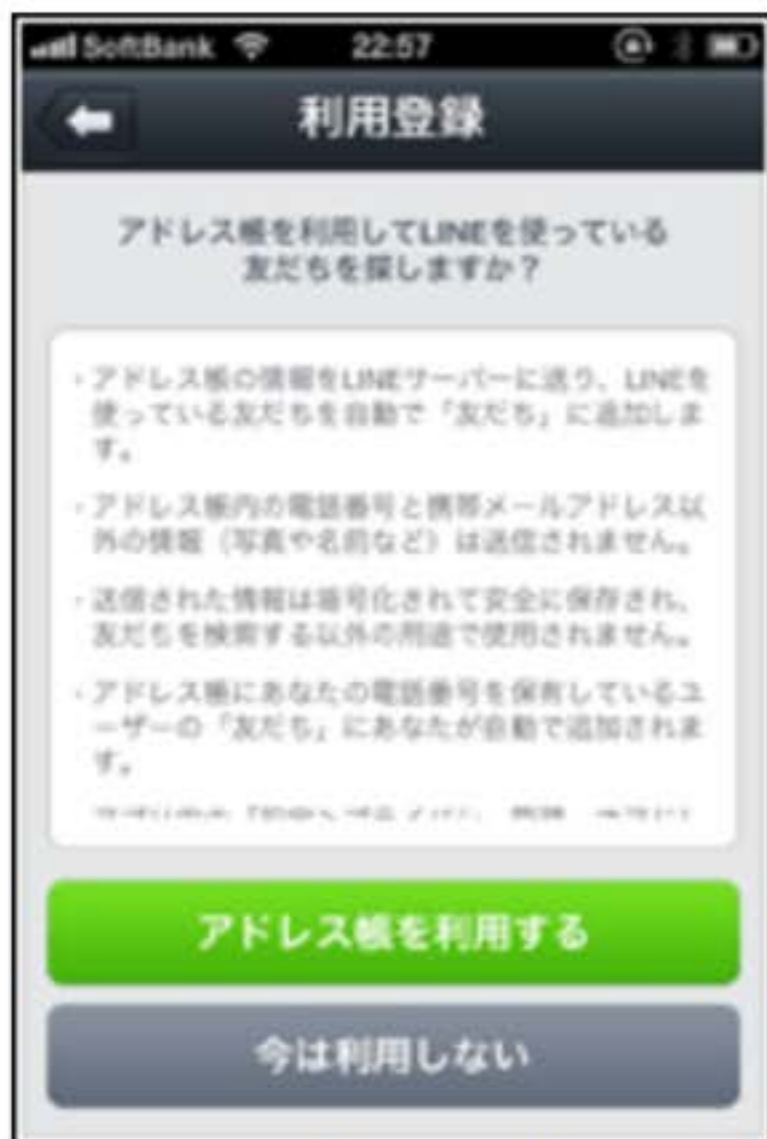 SoftBank 22:57
利用登録
アドレス帳を利用してLINEを使っている
友だちを探しますか？
・アドレス帳の情報をLINEサーバーに送り、LINEを
使っている友だちを自動で「友だち」に追加しま
す。
・アドレス帳内の電話番号と携帯メールアドレス以
外の情報（写真や名前など）は送信されません。
・送信された情報は暗号化されて安全に保存され、
友だちを検索する以外の用途で使用されません。
・アドレス帳にあなたの電話番号を保有しているユ
ーザーの「友だち」にあなたが自動で追加されま
す。
アドレス帳を利用する
今は利用しない